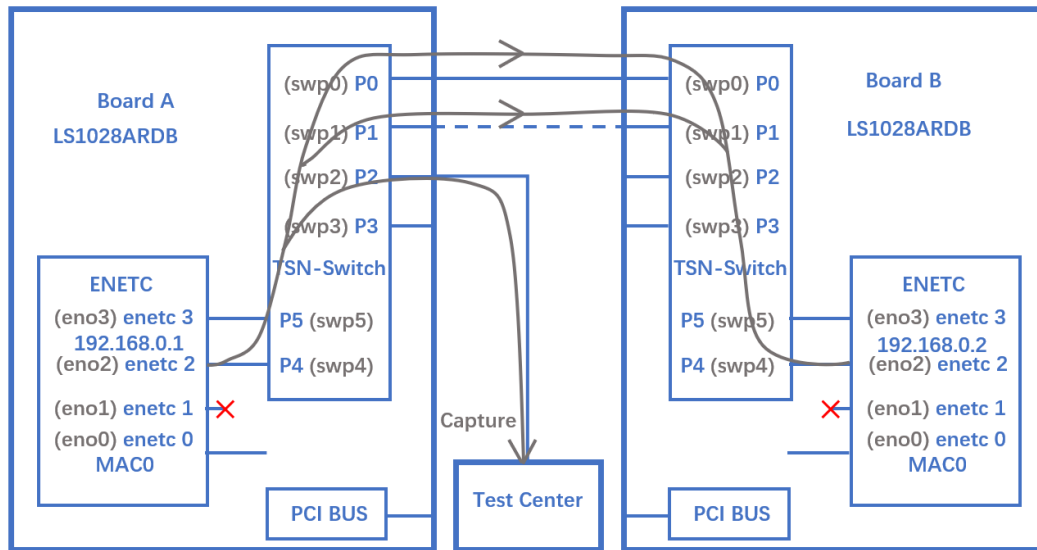 Board A
LS1028ARDB
(swp0) P0
(swp1) P1
(swp2) P2
(swp3) P3
TSN-Switch
P5 (swp5)
P4 (swp4)
ENETC
(eno3) enetc 3
192.168.0.1
(eno2) enetc 2
(eno1) enetc 1
(eno0) enetc 0
MAC0
PCI BUS
Capture
Test Center
Board B
LS1028ARDB
(swp0) P0
(swp1) P1
(swp2) P2
(swp3) P3
TSN-Switch
P5 (swp5)
P4 (swp4)
ENETC
(eno3) enetc 3
192.168.0.2
(eno2) enetc 2
(eno1) enetc 1
(eno0) enetc 0
MAC0
PCI BUS